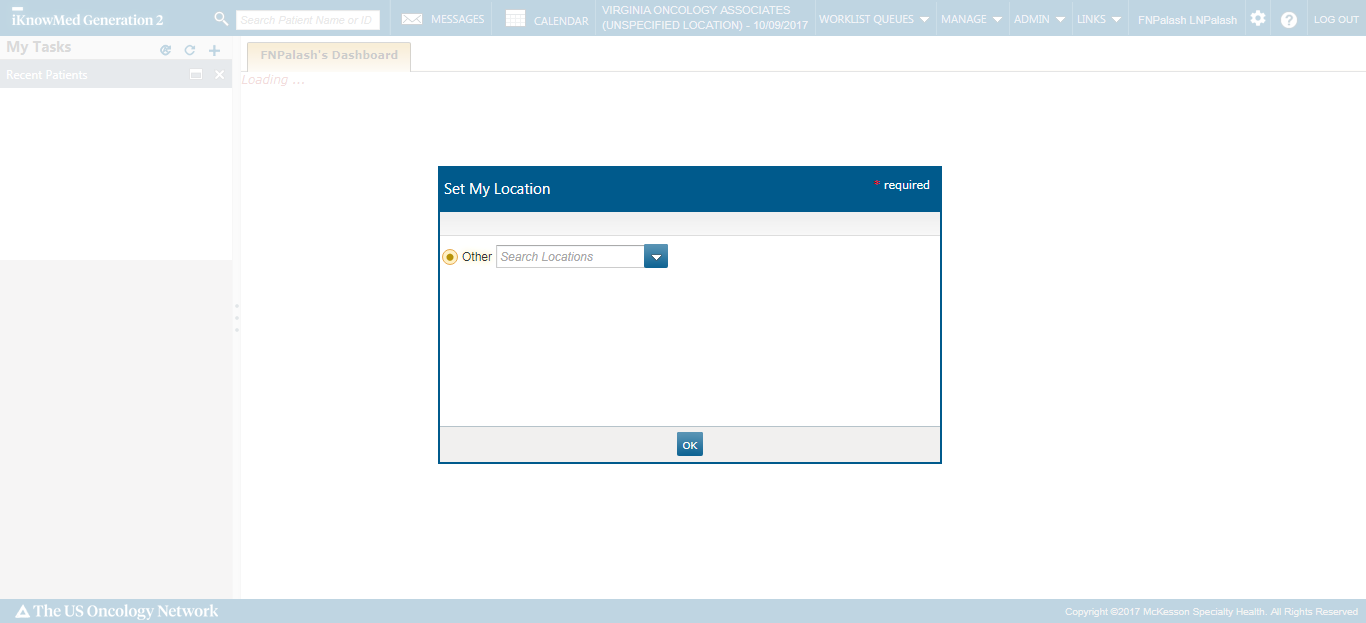 iKnowMed Generation 2
Search Patient Name or ID
MESSAGES
CALENDAR
VIRGINIA ONCOLOGY ASSOCIATES
(UNSPECIFIED LOCATION) - 10/09/2017
WORKLIST QUEUES
MANAGE
ADMIN
LINKS
FNPalash LNPalash
?
LOG OUT
My Tasks
Recent Patients
FNPalash's Dashboard
Loading ...
Set My Location
* required
Other
Search Locations
OK
The US Oncology Network
Copyright ©2017 McKesson Specialty Health. All Rights Reserved